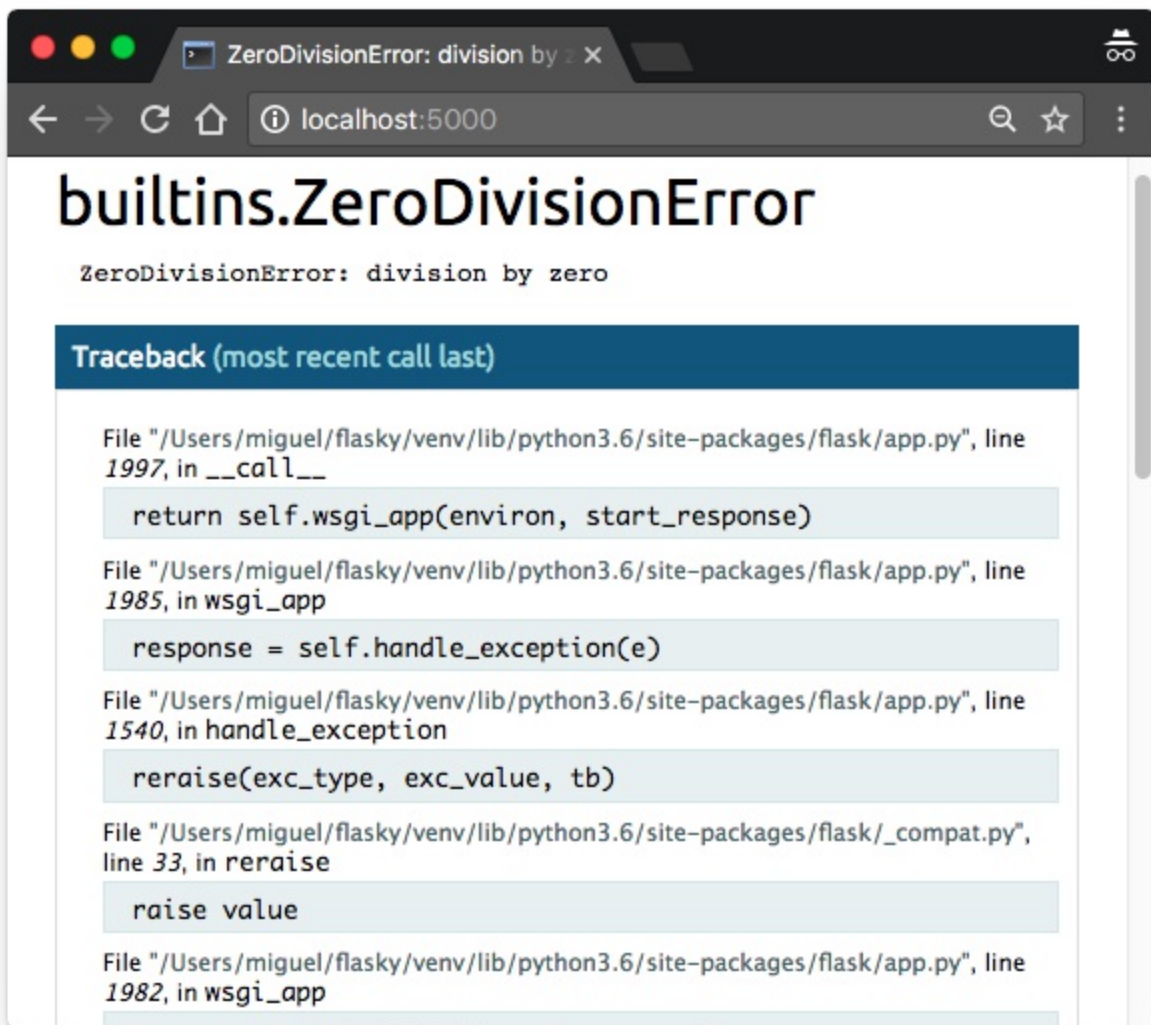 ZeroDivisionError: division by z
localhost:5000
builtins.ZeroDivisionError
ZeroDivisionError: division by zero
Traceback (most recent call last)
File "/Users/miguel/flasky/venv/lib/python3.6/site-packages/flask/app.py", line
1997, in __call__
return self.wsgi_app(environ, start_response)
File "/Users/miguel/flasky/venv/lib/python3.6/site-packages/flask/app.py", line
1985, in wsgi_app
response = self.handle_exception(e)
File "/Users/miguel/flasky/venv/lib/python3.6/site-packages/flask/app.py", line
1540, in handle_exception
reraise(exc_type, exc_value, tb)
File "/Users/miguel/flasky/venv/lib/python3.6/site-packages/flask/_compat.py",
line 33, in reraise
raise value
File "/Users/miguel/flasky/venv/lib/python3.6/site-packages/flask/app.py", line
1982, in wsgi_app